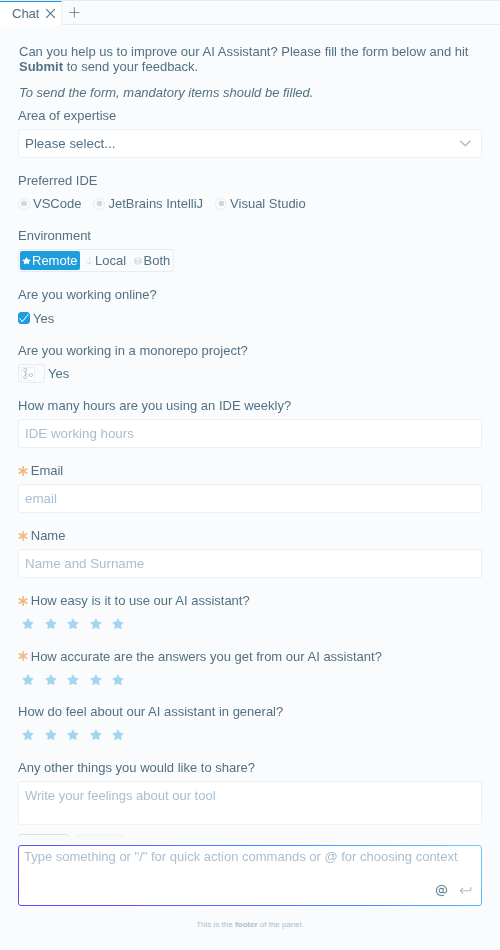 Chat
Can you help us to improve our AI Assistant? Please fill the form below and hit
Submit to send your feedback.
To send the form, mandatory items should be filled.
Area of expertise
Please select...
Preferred IDE
VSCode JetBrains IntelliJ Visual Studio
Environment
Remote Local Both
Are you working online?
Yes
Are you working in a monorepo project?
Yes
How many hours are you using an IDE weekly?
IDE working hours
Email
email
Name
Name and Surname
How easy is it to use our AI assistant?
How accurate are the answers you get from our AI assistant?
How do feel about our AI assistant in general?
Any other things you would like to share?
Write your feelings about our tool
Type something or "/" for quick action commands or @ for choosing context
@
This is the footer of the panel.